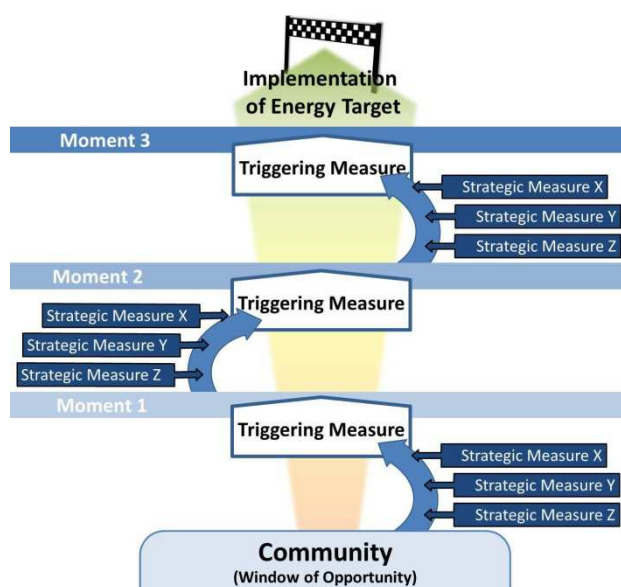 Implementation
of Energy Target
Moment 3
Triggering Measure
Strategic Measure X
Strategic Measure Y
Strategic Measure Z
Moment 2
Triggering Measure
Strategic Measure X
Strategic Measure Y
Strategic Measure Z
Moment 1
Triggering Measure
Strategic Measure X
Strategic Measure Y
Strategic Measure Z
Community
(Window of Opportunity)